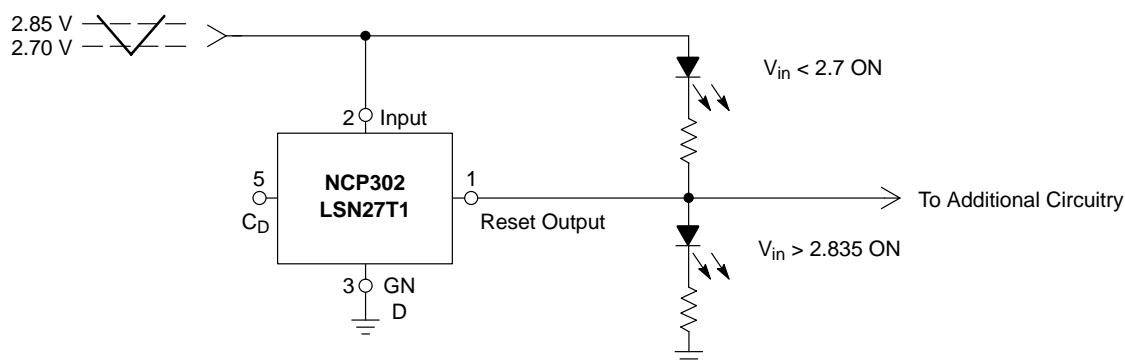 2.85 V
2.70 V
Vin < 2.7 ON
2 Input
NCP302
LSN27T1
5
CD
1
Reset Output
To Additional Circuitry
Vin > 2.835 ON
3 GN
D